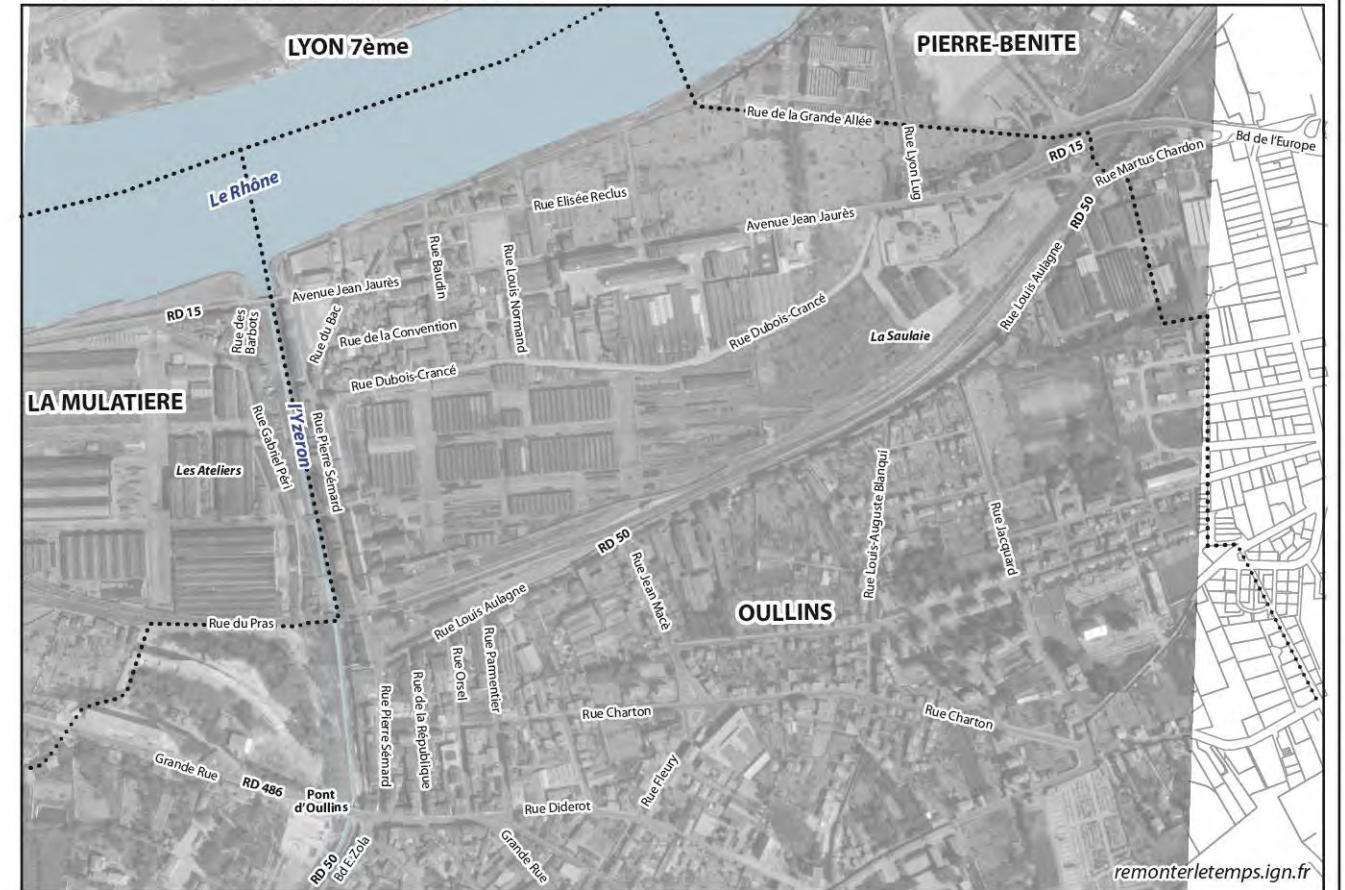 LYON 7ème
PIERRE-BENITE
Rue de la Grande Allée
Rue Lyon Lug
RD 15
Bd de l'Europe
Rue Martus Chardon
Le Rhône
Rue Elisée Reclus
Avenue Jean Jaurès
RD 50
Rue Louis Aulagne
Rue Baudin
Rue Louis Normand
Avenue Jean Jaurès
RD 15
Rue des
Barbots
Rue du Bac
Rue de la Convention
Rue Dubois-Crancé
La Saulaie
Rue Dubois-Crancé
LA MULATIERE
l'Yzeron
Rue Gabriel Péri
Rue Pierre Sémard
Les Ateliers
Rue Louis-Auguste Blanqui
Rue Jacquard
RD 50
Rue Jean Macè
OULLINS
Rue Louis Aulagne
Rue du Pras
Rue Orsel
Rue Parmentier
Rue Pierre Sémard
Rue de la République
Rue Charton
Rue Charton
Grande Rue
RD 486
Pont
d'Oullins
Rue Fleury
Rue Diderot
Grande Rue
RD 50
Bd E.Zola
remonterletemps.ign.fr